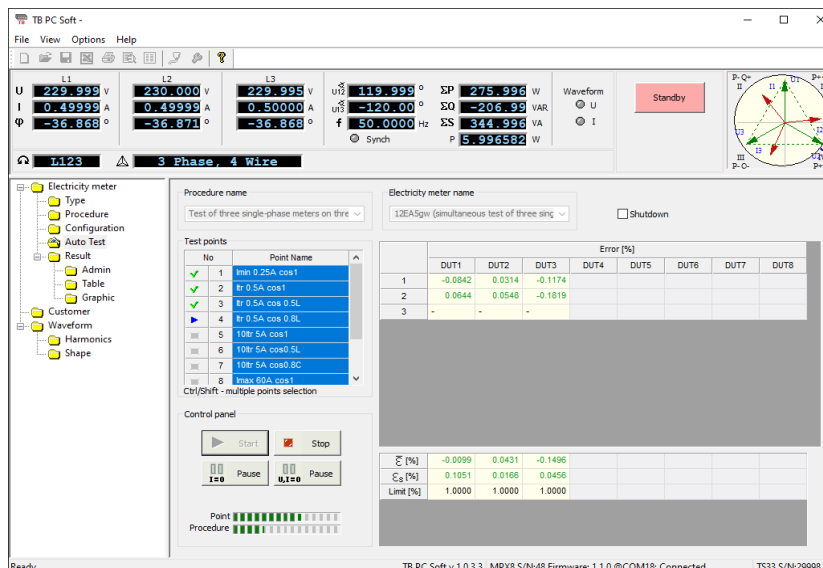 TB PC Soft -
File View Options Help
L1 L2 L3
U 229.999 V 230.000 V 229.995 V U12 119.999 ° ΣP 275.996 W Waveform
I 0.49999 A 0.49999 A 0.50000 A U13 -120.00 ° ΣQ -206.99 VAR U
φ -36.868 ° -36.871 ° -36.868 ° f 50.0000 Hz ΣS 344.996 VA I
Synch P 5.996582 W
Standby
P- Q+ P+
II I1 U1
I2
U3 I3
III
P- Q- P+
L123 3 Phase, 4 Wire
Electricity meter
Type
Procedure
Configuration
Auto Test
Result
Admin
Table
Graphic
Customer
Waveform
Harmonics
Shape
Procedure name
Test of three single-phase meters on thre
Electricity meter name
12EA5gw (simultaneous test of three sing
Shutdown
Test points
No Point Name
1 Imin 0.25A cos1
2 Itr 0.5A cos1
3 Itr 0.5A cos 0.5L
4 Itr 0.5A cos 0.8L
5 10Itr 5A cos1
6 10Itr 5A cos0.5L
7 10Itr 5A cos0.8C
8 Imax 60A cos1
Ctrl/Shift - multiple points selection
Error [%]
DUT1 DUT2 DUT3 DUT4 DUT5 DUT6 DUT7 DUT8
1 -0.0842 0.0314 -0.1174
2 0.0644 0.0548 -0.1819
3 - - -
Control panel
Start Stop
I=0 Pause U,I=0 Pause
Point
Procedure
ε [%] -0.0099 0.0431 -0.1496
εs [%] 0.1051 0.0166 0.0456
Limit [%] 1.0000 1.0000 1.0000
Ready TB PC Soft v 1.0.3.3 MPX8 S/N:48 Firmware: 1.1.0 @COM18: Connected TS33 S/N:29998